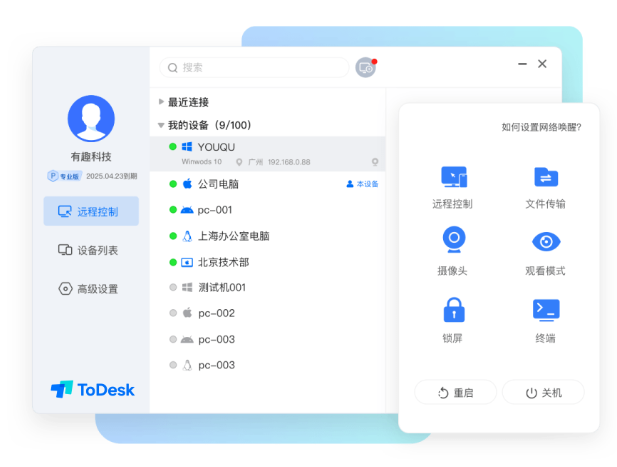 搜索
有趣科技
P 专业版 2025.04.23到期
远程控制
设备列表
高级设置
ToDesk
最近连接
我的设备（9/100）
YOUQU
Winwods 10 广州 192.168.0.88
公司电脑 本设备
pc-001
上海办公室电脑
北京技术部
测试机001
pc-002
pc-003
pc-003
如何设置网络唤醒?
远程控制 文件传输
摄像头 观看模式
锁屏 终端
重启 关机